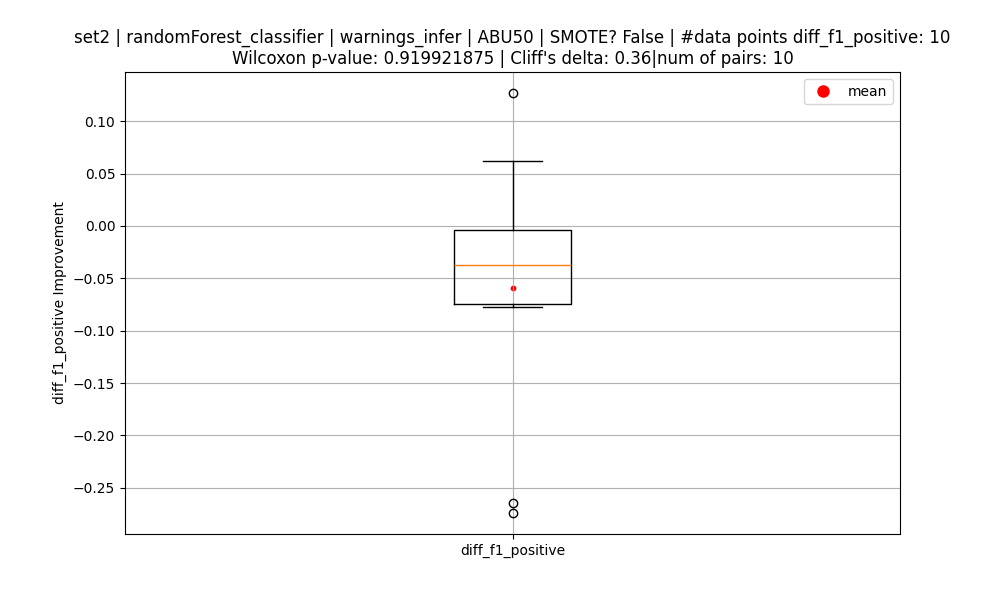 set2 | randomForest_classifier | warnings_infer | ABU50 | SMOTE? False | #data points diff_f1_positive: 10
Wilcoxon p-value: 0.919921875 | Cliff's delta: 0.36|num of pairs: 10
mean
0.10
0.05
0.00
−0.05
−0.10
−0.15
−0.20
−0.25
diff_f1_positive Improvement
diff_f1_positive